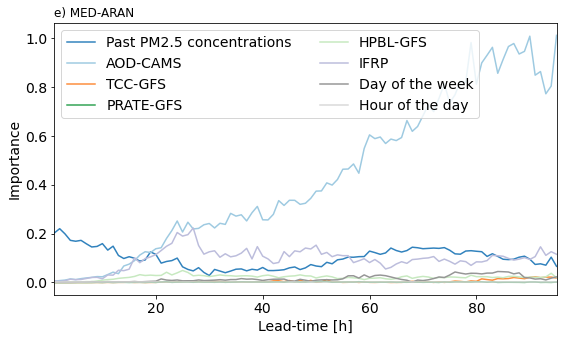 e) MED-ARAN
Past PM2.5 concentrations
AOD-CAMS
TCC-GFS
PRATE-GFS
HPBL-GFS
IFRP
Day of the week
Hour of the day
Importance
1.0
0.8
0.6
0.4
0.2
0.0
20
40
60
80
Lead-time [h]